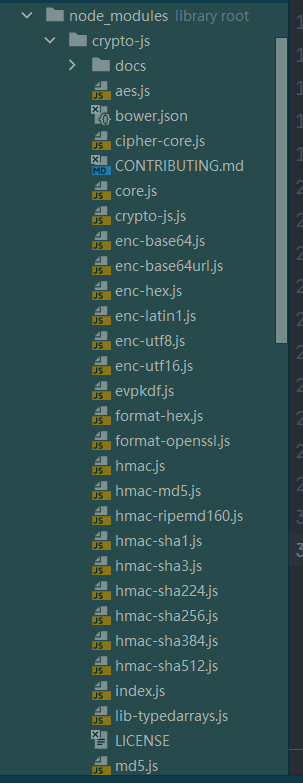 node_modules library root
crypto-js
docs
aes.js
bower.json
cipher-core.js
CONTRIBUTING.md
core.js
crypto-js.js
enc-base64.js
enc-base64url.js
enc-hex.js
enc-latin1.js
enc-utf8.js
enc-utf16.js
evpkdf.js
format-hex.js
format-openssl.js
hmac.js
hmac-md5.js
hmac-ripemd160.js
hmac-sha1.js
hmac-sha3.js
hmac-sha224.js
hmac-sha256.js
hmac-sha384.js
hmac-sha512.js
index.js
lib-typedarrays.js
LICENSE
md5.js